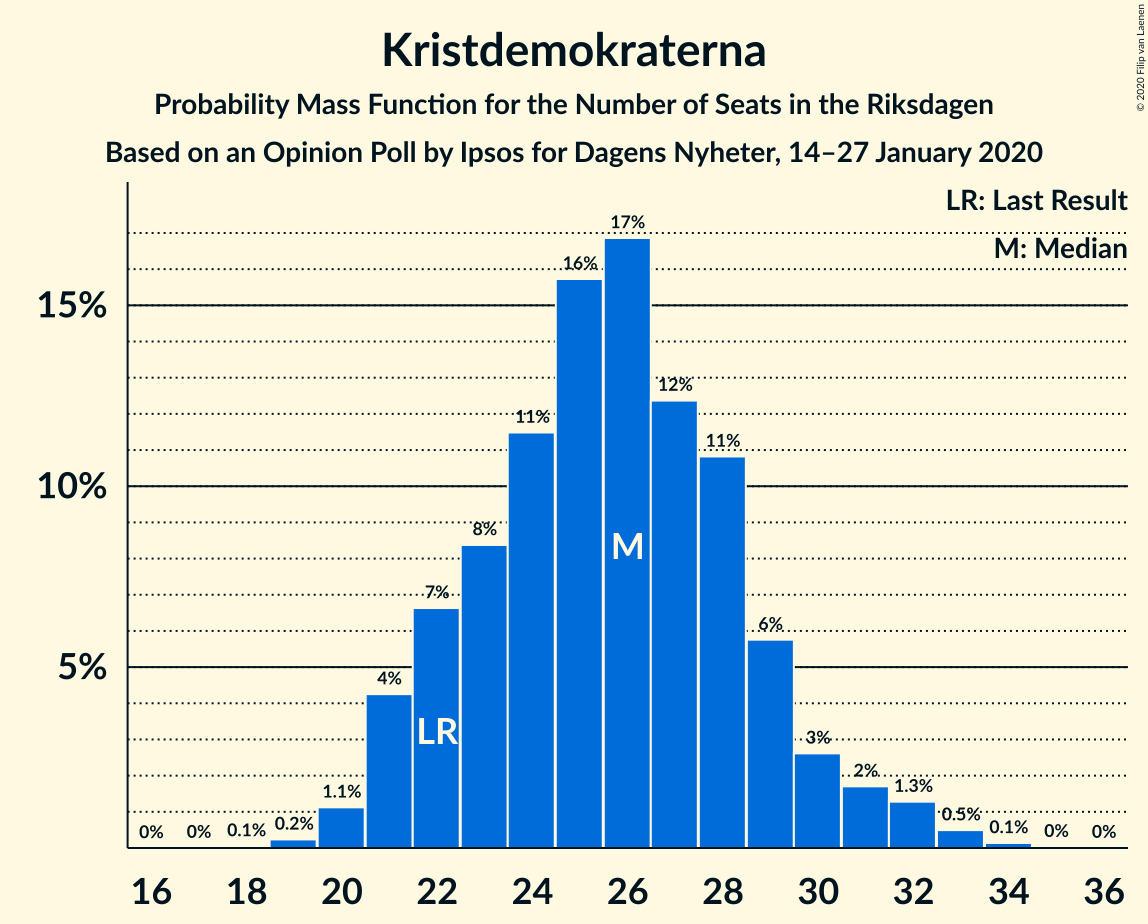 Kristdemokraterna
Probability Mass Function for the Number of Seats in the Riksdagen
Based on an Opinion Poll by Ipsos for Dagens Nyheter, 14–27 January 2020
© 2020 Filip van Laenen
LR: Last Result
M: Median
15%
10%
5%
0%
0%
0.1%
0.2%
1.1%
4%
7%
8%
11%
16%
17%
12%
11%
6%
3%
2%
1.3%
0.5%
0.1%
0%
0%
LR
M
16 18 20 22 24 26 28 30 32 34 36